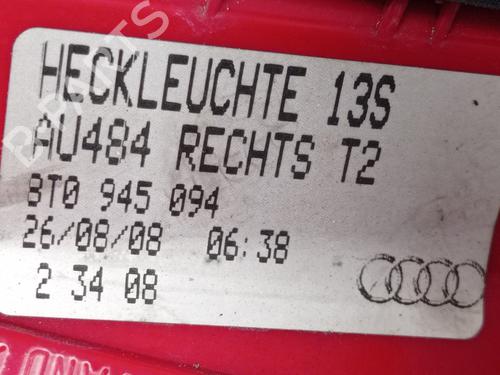 HECKLEUCHTE 13S
AU484 RECHTS T2
8T0 945 094
26/08/08 06:38
2 34 08